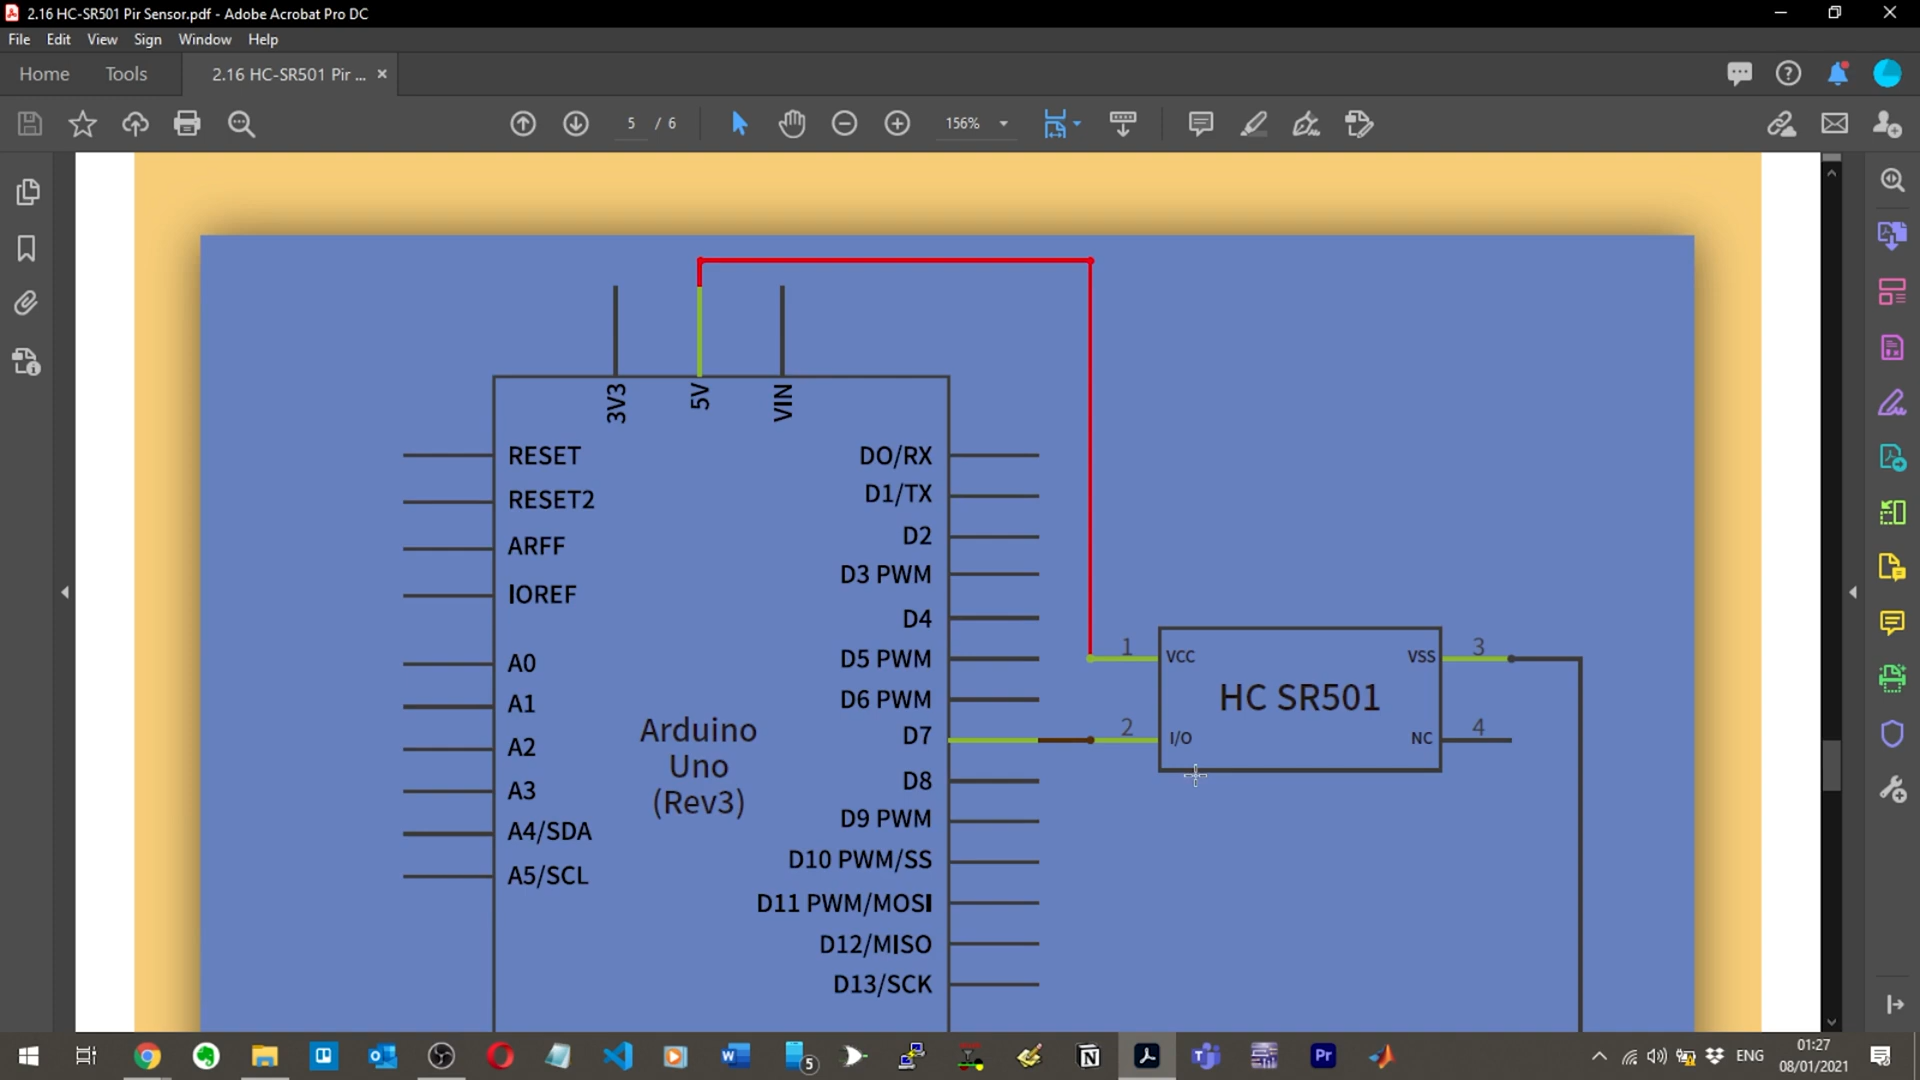 2.16 HC-SR501 Pir Sensor.pdf - Adobe Acrobat Pro DC
File Edit View Sign Window Help
Home Tools 2.16 HC-SR501 Pir ... ×
5 / 6 156%
3V3 5V VIN
RESET DO/RX
RESET2 D1/TX
ARFF D2
IOREF D3 PWM
D4
A0 D5 PWM
A1 D6 PWM
A2 D7
A3 D8
A4/SDA D9 PWM
A5/SCL D10 PWM/SS
D11 PWM/MOSI
D12/MISO
D13/SCK
Arduino
Uno
(Rev3)
1 VCC VSS 3
HC SR501
2 I/O NC 4
5 ENG 01:27
08/01/2021